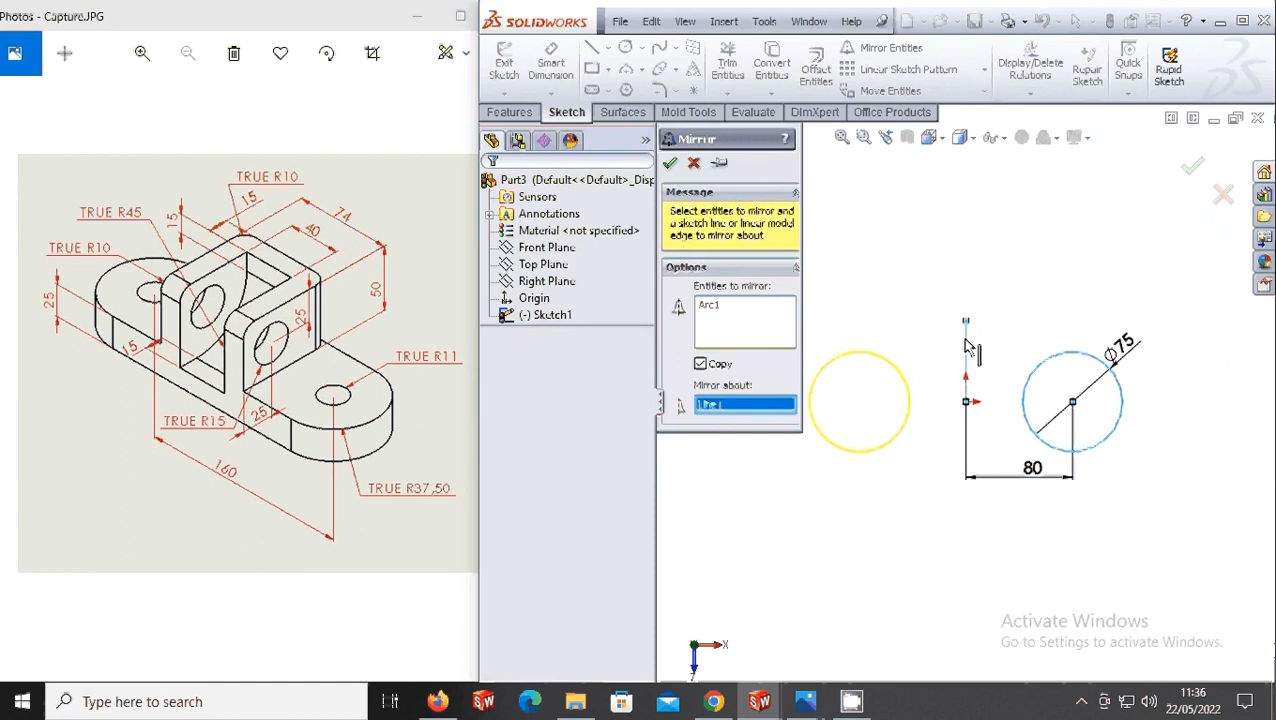 Photos - Capture.JPG
SOLIDWORKS
File Edit View Insert Tools Window Help
Exit Sketch
Smart Dimension
Trim Entities
Convert Entities
Offset Entities
Mirror Entities
Linear Sketch Pattern
Move Entities
Display/Delete Relations
Repair Sketch
Quick Snaps
Rapid Sketch
Features Sketch Surfaces Mold Tools Evaluate DimXpert Office Products
Mirror ?
Message
Select entities to mirror and
a sketch line or linear model
edge to mirror about
Options
Entities to mirror:
Arc1
Copy
Mirror about:
Line1
Part3 (Default<<Default>_Disp
Sensors
Annotations
Material <not specified>
Front Plane
Top Plane
Right Plane
Origin
(-) Sketch1
TRUE R10
15
74
TRUE R45
15
40
TRUE R10
50
25
25
15
TRUE R11
TRUE R15
25
160
TRUE R37,50
Φ75
80
X
Activate Windows
Go to Settings to activate Windows.
Type here to search
11:36
22/05/2022